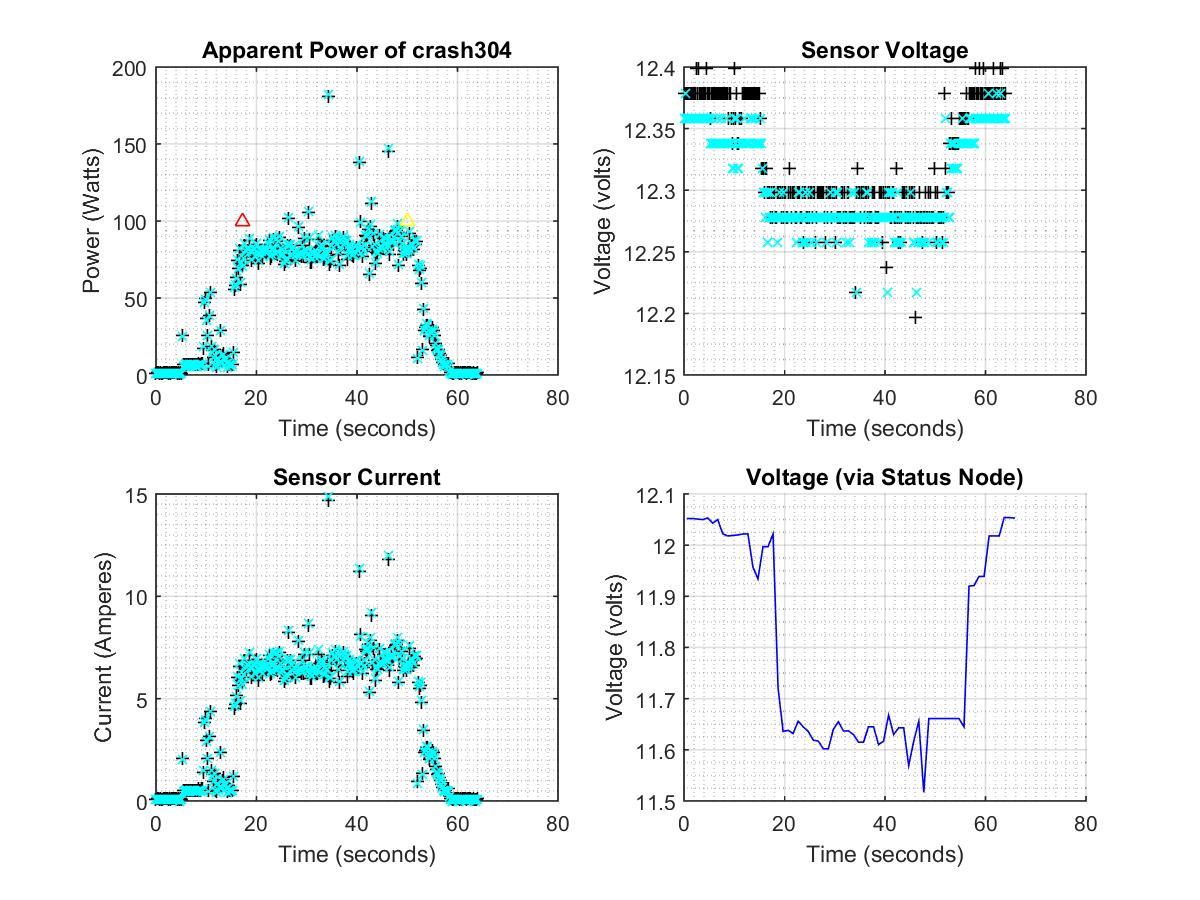 Apparent Power of crash304
200
150
100
50
0
Power (Watts)
0 20 40 60 80
Time (seconds)
Sensor Voltage
12.4
12.35
12.3
12.25
12.2
12.15
Voltage (volts)
0 20 40 60 80
Time (seconds)
Sensor Current
15
10
5
0
Current (Amperes)
0 20 40 60 80
Time (seconds)
Voltage (via Status Node)
12.1
12
11.9
11.8
11.7
11.6
11.5
Voltage (volts)
0 20 40 60 80
Time (seconds)